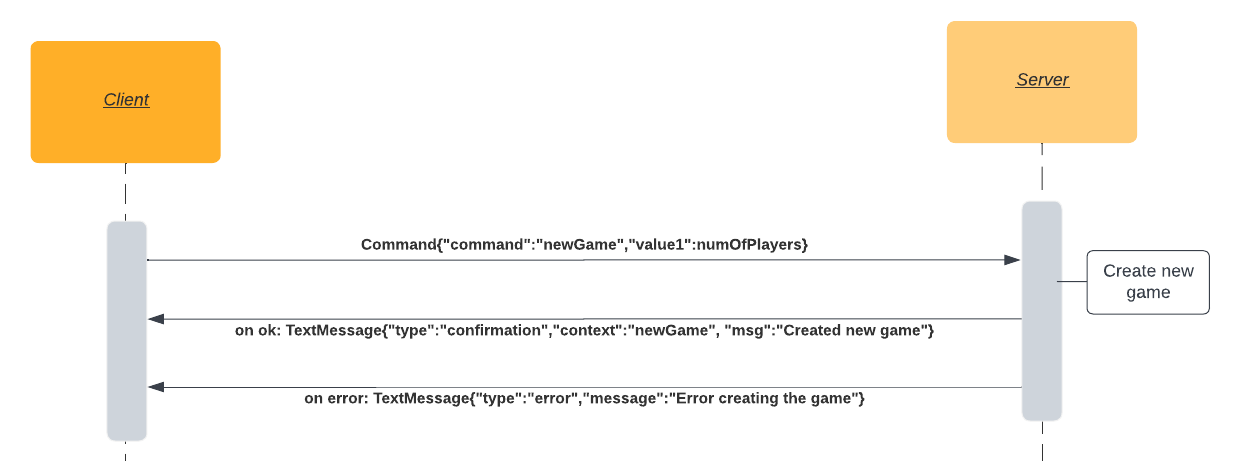 Client
Server
Command{"command":"newGame","value1":numOfPlayers}
Create new
game
on ok: TextMessage{"type":"confirmation","context":"newGame", "msg":"Created new game"}
on error: TextMessage{"type":"error","message":"Error creating the game"}